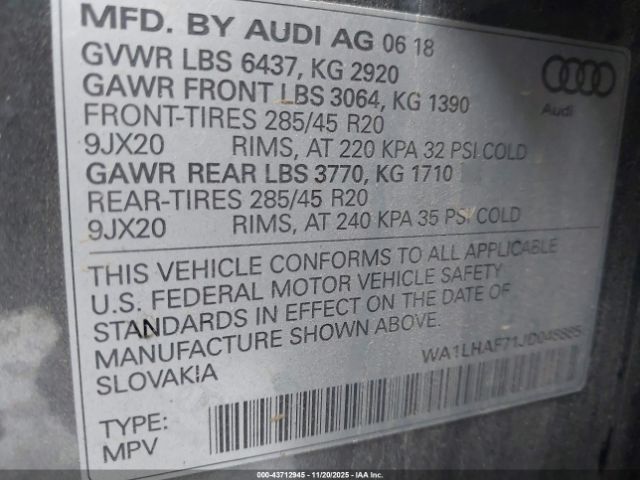 MFD. BY AUDI AG 06 18
GVWR LBS 6437, KG 2920
GAWR FRONT LBS 3064, KG 1390
FRONT-TIRES 285/45 R20
9JX20 RIMS, AT 220 KPA 32 PSI COLD
GAWR REAR LBS 3770, KG 1710
REAR-TIRES 285/45 R20
9JX20 RIMS, AT 240 KPA 35 PSI COLD
Audi
THIS VEHICLE CONFORMS TO ALL APPLICABLE
U.S. FEDERAL MOTOR VEHICLE SAFETY
STANDARDS IN EFFECT ON THE DATE OF
MANUFACTURE SHOWN ABOVE.
SLOVAKIA
TYPE:
MPV
000-43712945 - 11/20/2025 - IAA Inc.